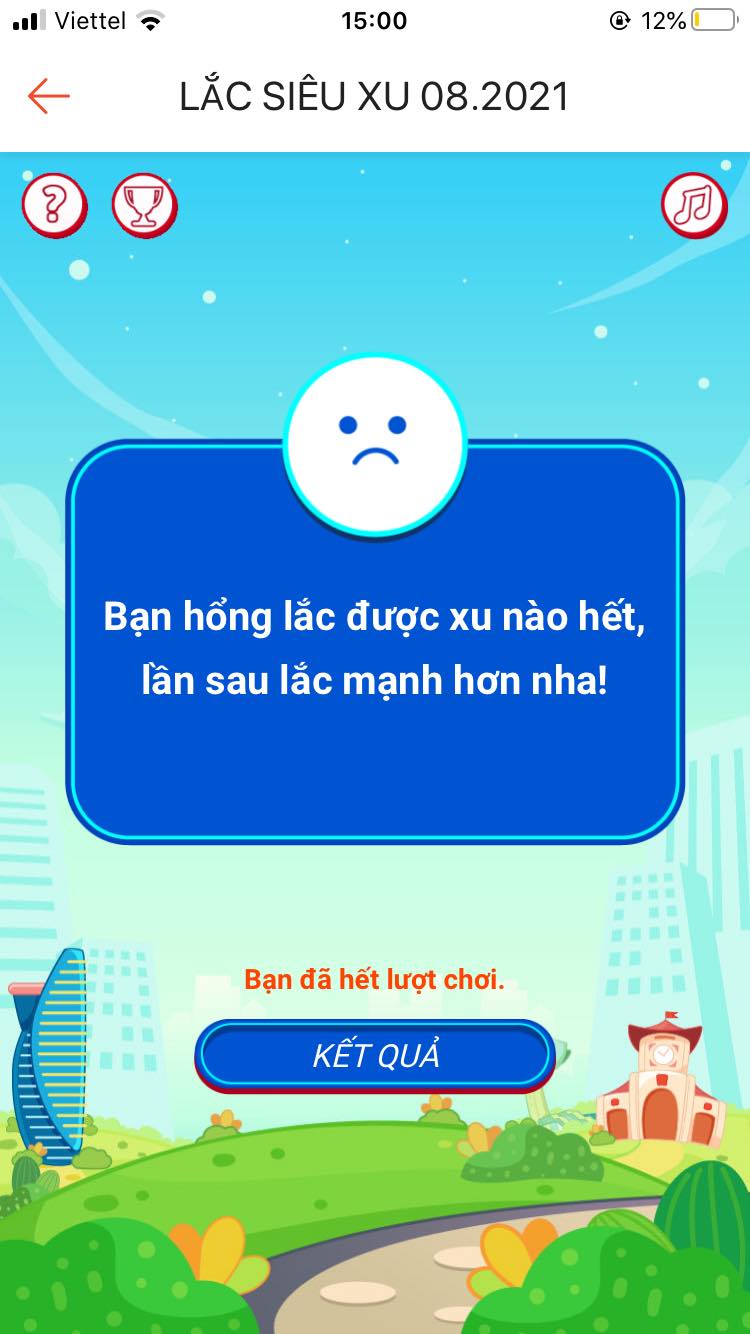 Viettel
15:00
12%
LẮC SIÊU XU 08.2021
?
Bạn hổng lắc được xu nào hết,
lần sau lắc mạnh hơn nha!
Bạn đã hết lượt chơi.
KẾT QUẢ